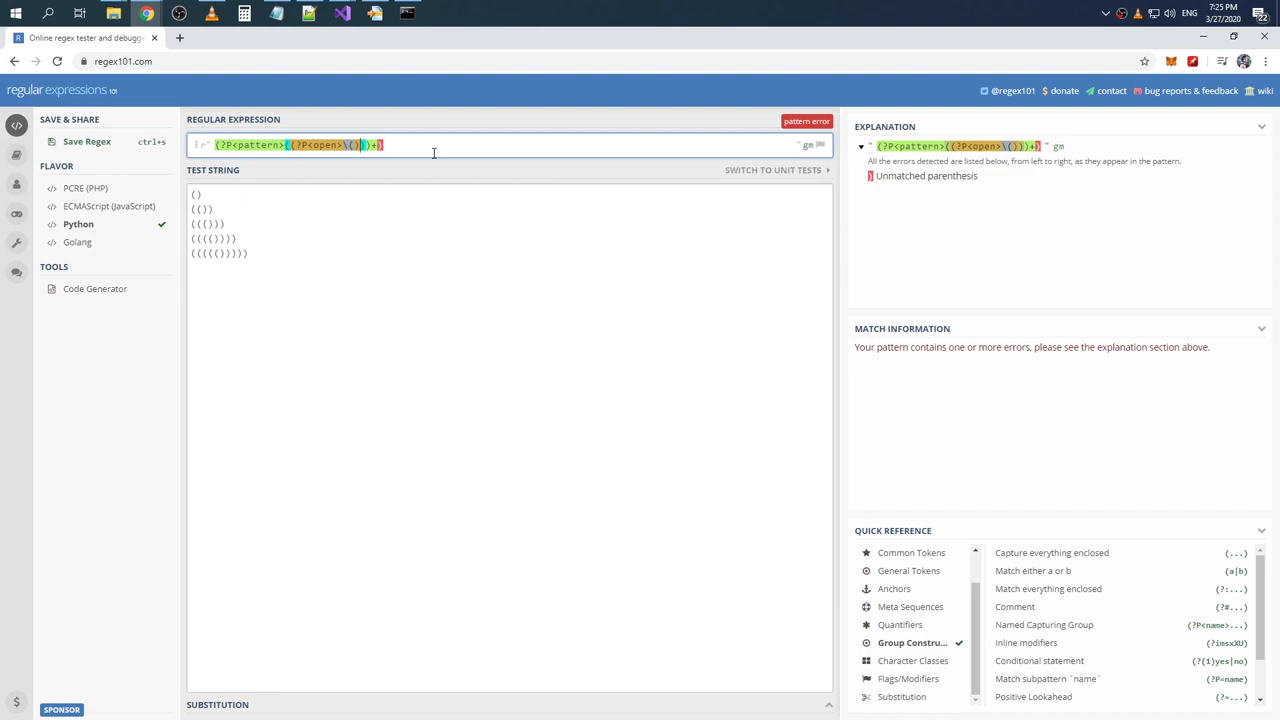 7:25 PM
ENG
3/27/2020
22
R
Online regex tester and debugge
regex101.com
regular expressions 101
@regex101
donate
contact
bug reports & feedback
wiki
SAVE & SHARE
Save Regex
ctrl+s
FLAVOR
PCRE (PHP)
ECMAScript (JavaScript)
Python
Golang
TOOLS
Code Generator
SPONSOR
REGULAR EXPRESSION
pattern error
r" (?P<pattern>((?P<open>\()))+)
" gm
TEST STRING
SWITCH TO UNIT TESTS
()
(())
((()))
(((())))
((((()))))
SUBSTITUTION
EXPLANATION
" (?P<pattern>((?P<open>\()))+) " gm
All the errors detected are listed below, from left to right, as they appear in the pattern.
) Unmatched parenthesis
MATCH INFORMATION
Your pattern contains one or more errors, please see the explanation section above.
QUICK REFERENCE
Common Tokens
General Tokens
Anchors
Meta Sequences
Quantifiers
Group Constru...
Character Classes
Flags/Modifiers
Substitution
Capture everything enclosed (...)
Match either a or b (a|b)
Match everything enclosed (?:...)
Comment (?#...)
Named Capturing Group (?P<name>...)
Inline modifiers (?imsxXU)
Conditional statement (?(1)yes|no)
Match subpattern `name` (?P=name)
Positive Lookahead (?=...)